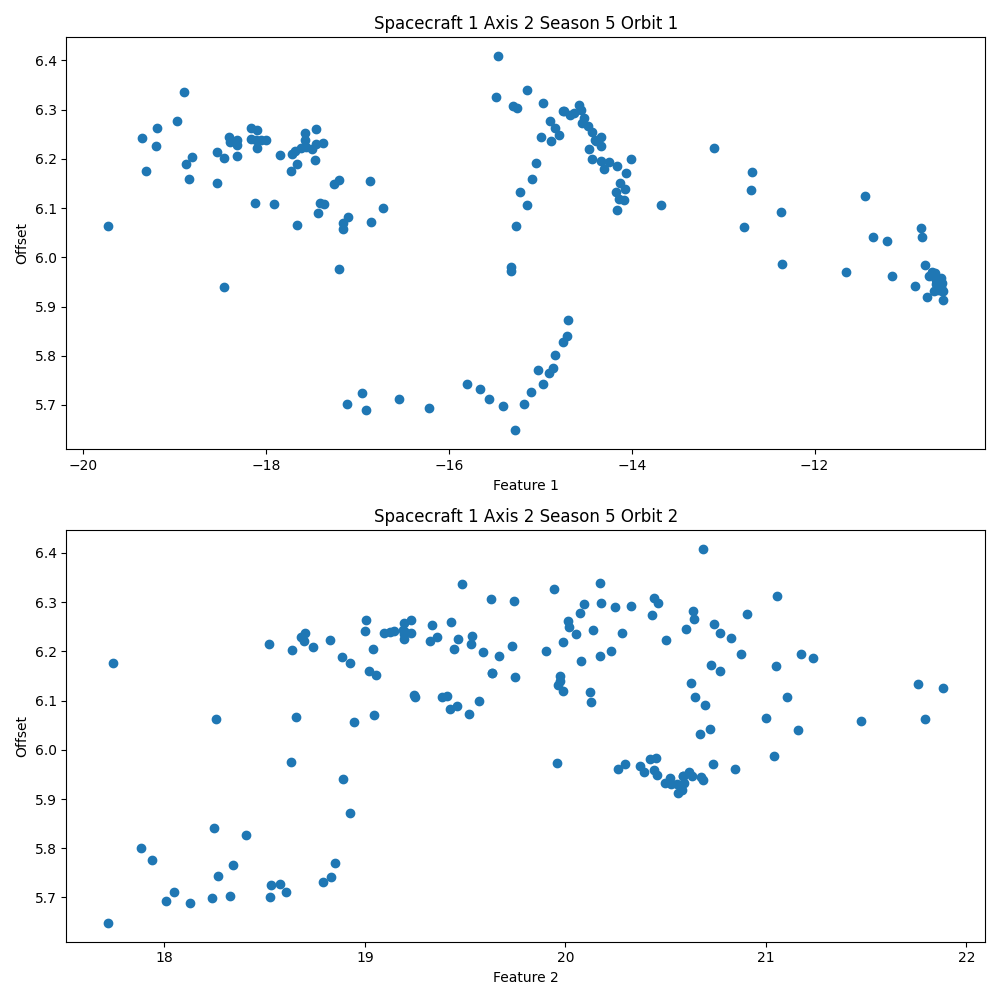 Spacecraft 1 Axis 2 Season 5 Orbit 1
6.4
6.3
6.2
6.1
6.0
5.9
5.8
5.7
Offset
−20 −18 −16 −14 −12
Feature 1
Spacecraft 1 Axis 2 Season 5 Orbit 2
6.4
6.3
6.2
6.1
6.0
5.9
5.8
5.7
Offset
18 19 20 21 22
Feature 2